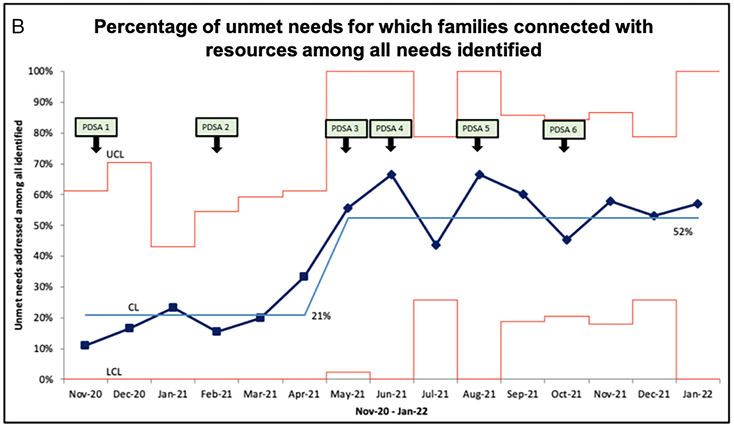 B
Percentage of unmet needs for which families connected with
resources among all needs identified
Unmet needs addressed among all identified
100%
90%
80%
70%
60%
50%
40%
30%
20%
10%
0%
PDSA 1
PDSA 2
PDSA 3
PDSA 4
PDSA 5
PDSA 6
UCL
CL
21%
52%
LCL
Nov-20 Dec-20 Jan-21 Feb-21 Mar-21 Apr-21 May-21 Jun-21 Jul-21 Aug-21 Sep-21 Oct-21 Nov-21 Dec-21 Jan-22
Nov-20 - Jan-22